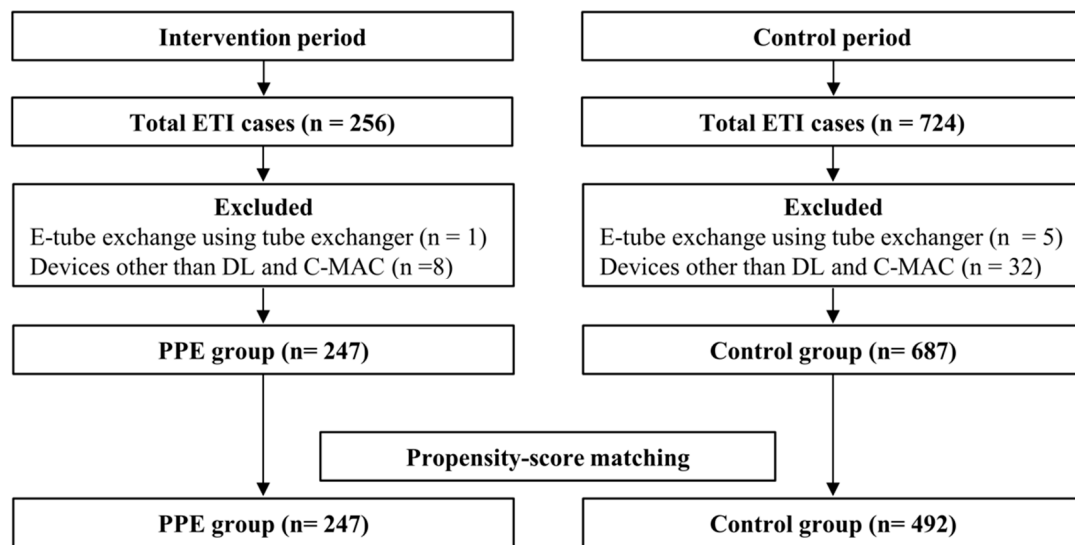 Intervention period
Control period
Total ETI cases (n = 256)
Total ETI cases (n = 724)
Excluded
E-tube exchange using tube exchanger (n = 1)
Devices other than DL and C-MAC (n =8)
Excluded
E-tube exchange using tube exchanger (n = 5)
Devices other than DL and C-MAC (n = 32)
PPE group (n= 247)
Control group (n= 687)
Propensity-score matching
PPE group (n= 247)
Control group (n= 492)